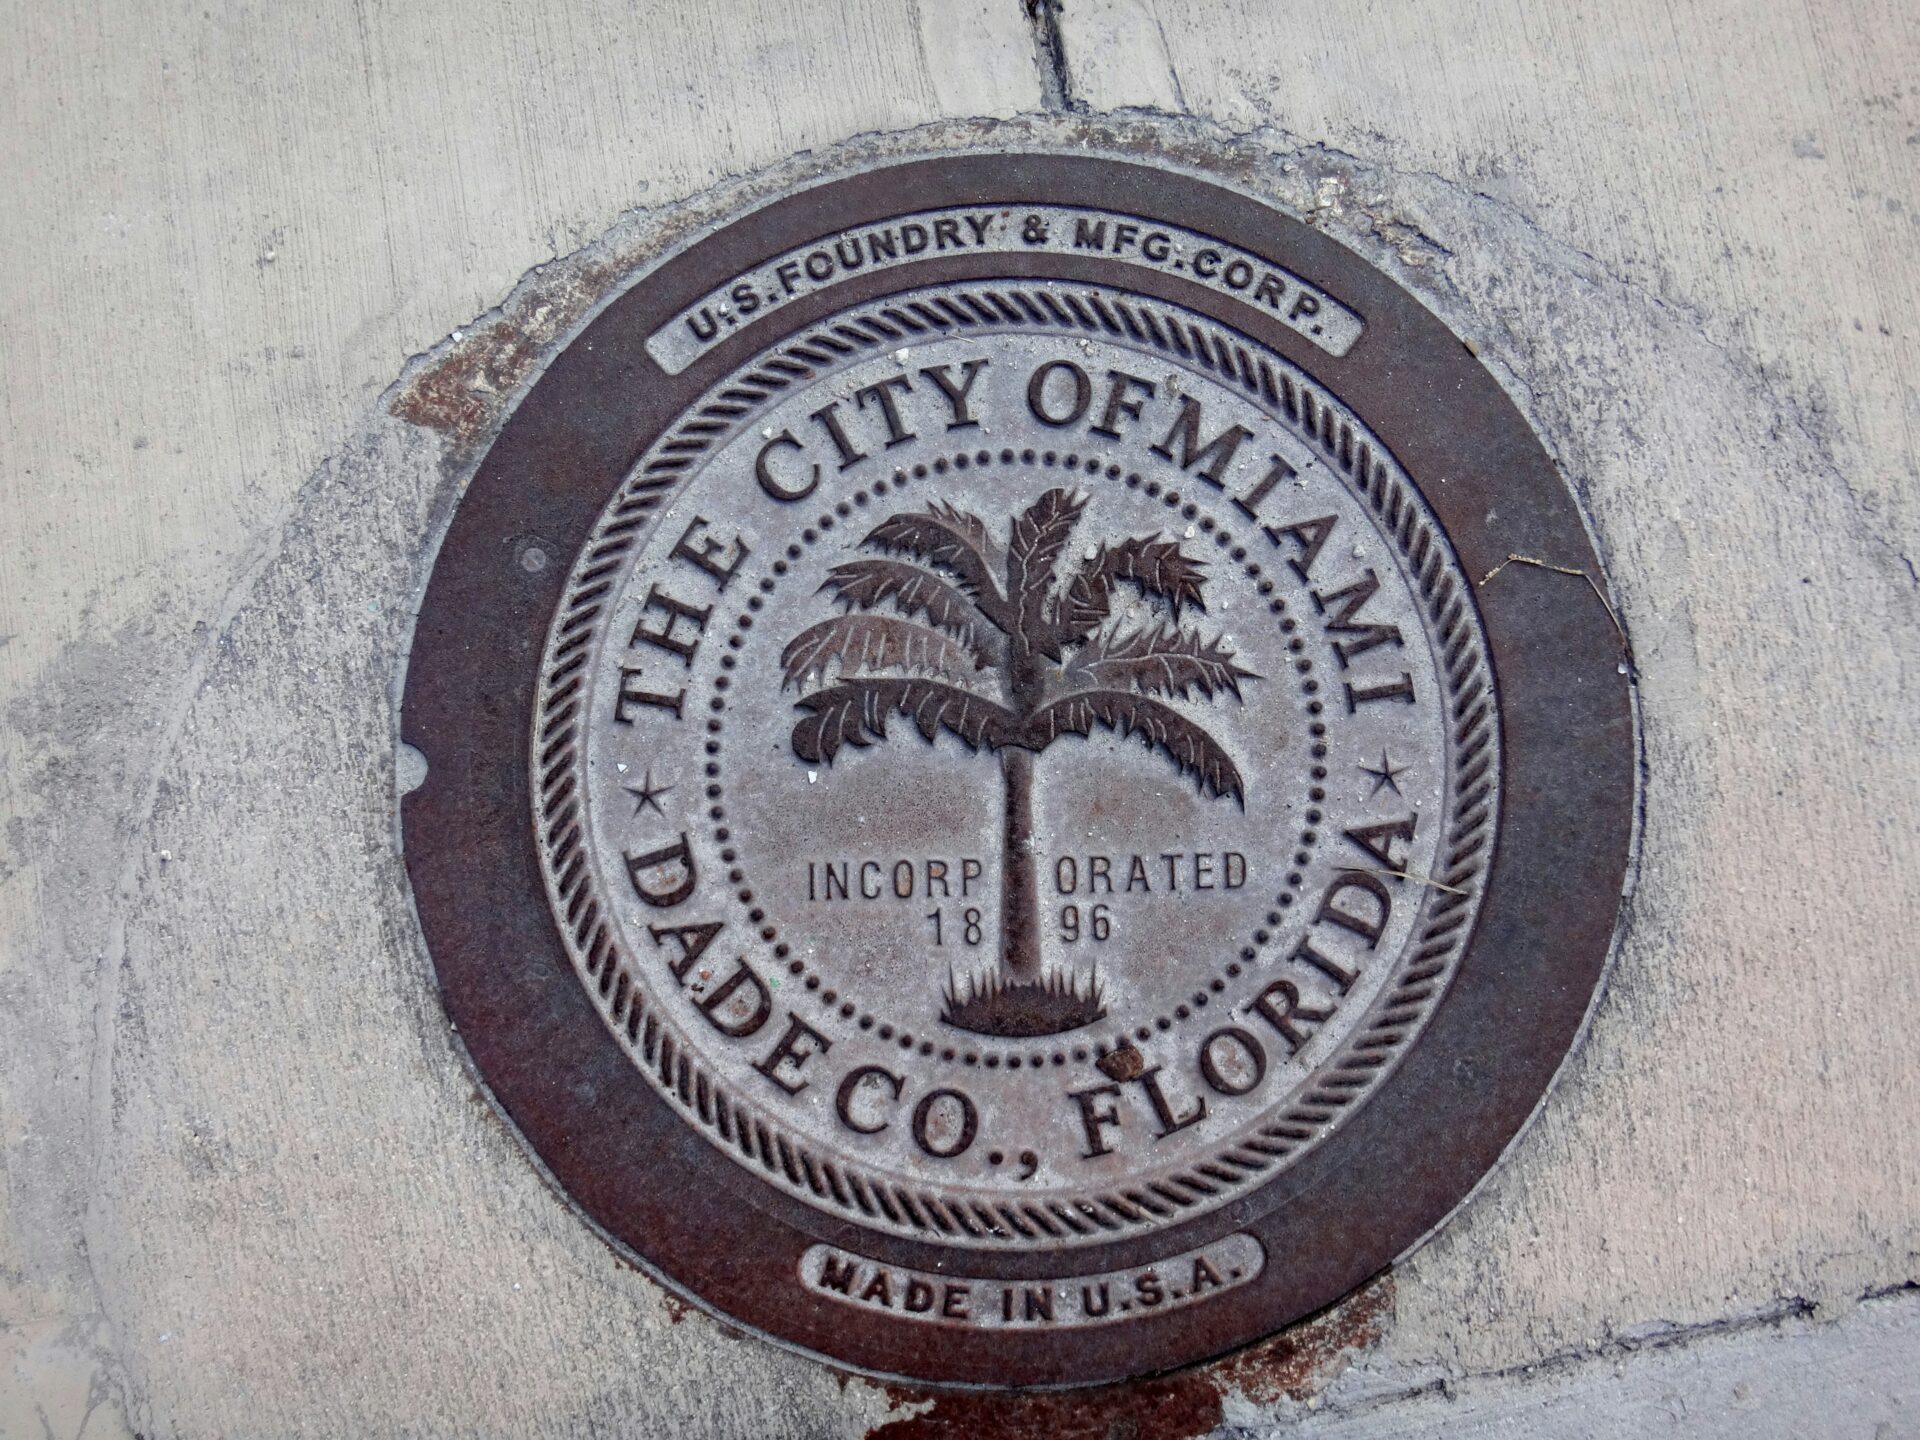 U.S. FOUNDRY & MFG. CORP.
THE CITY OF MIAMI
INCORP ORATED
18 96
DADE CO., FLORIDA
MADE IN U.S.A.